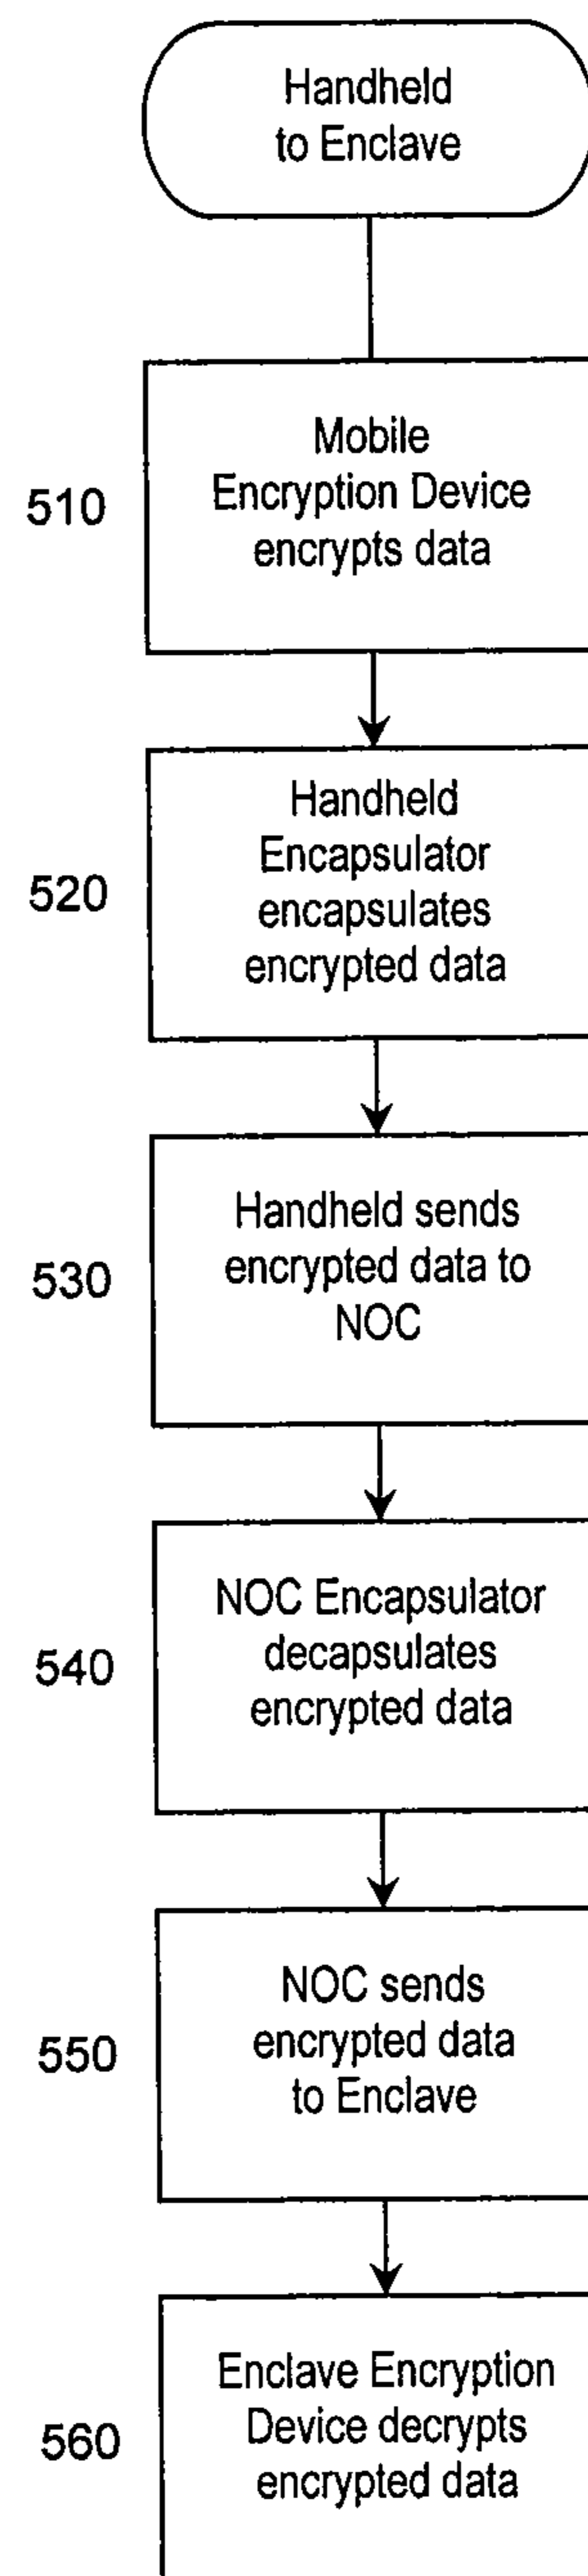 Handheld
to Enclave
510
Mobile
Encryption Device
encrypts data
520
Handheld
Encapsulator
encapsulates
encrypted data
530
Handheld sends
encrypted data to
NOC
540
NOC Encapsulator
decapsulates
encrypted data
550
NOC sends
encrypted data
to Enclave
560
Enclave Encryption
Device decrypts
encrypted data